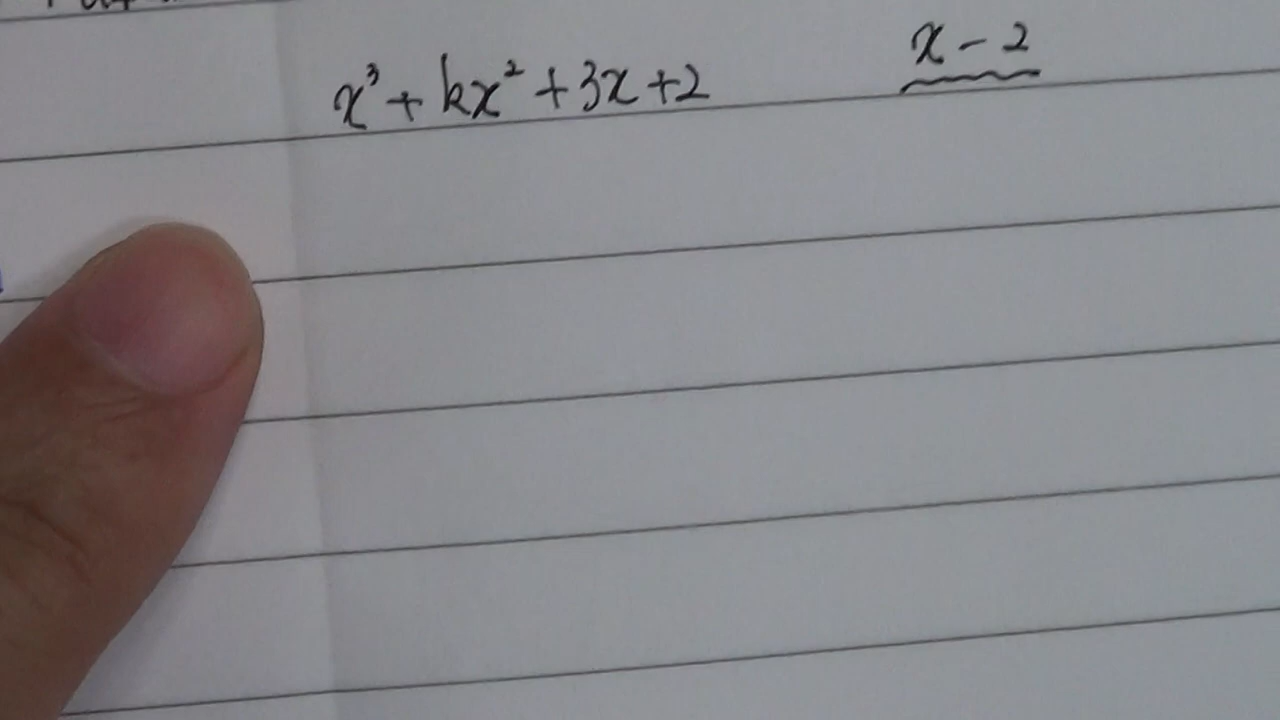 x³ + kx² + 3x + 2    x - 2